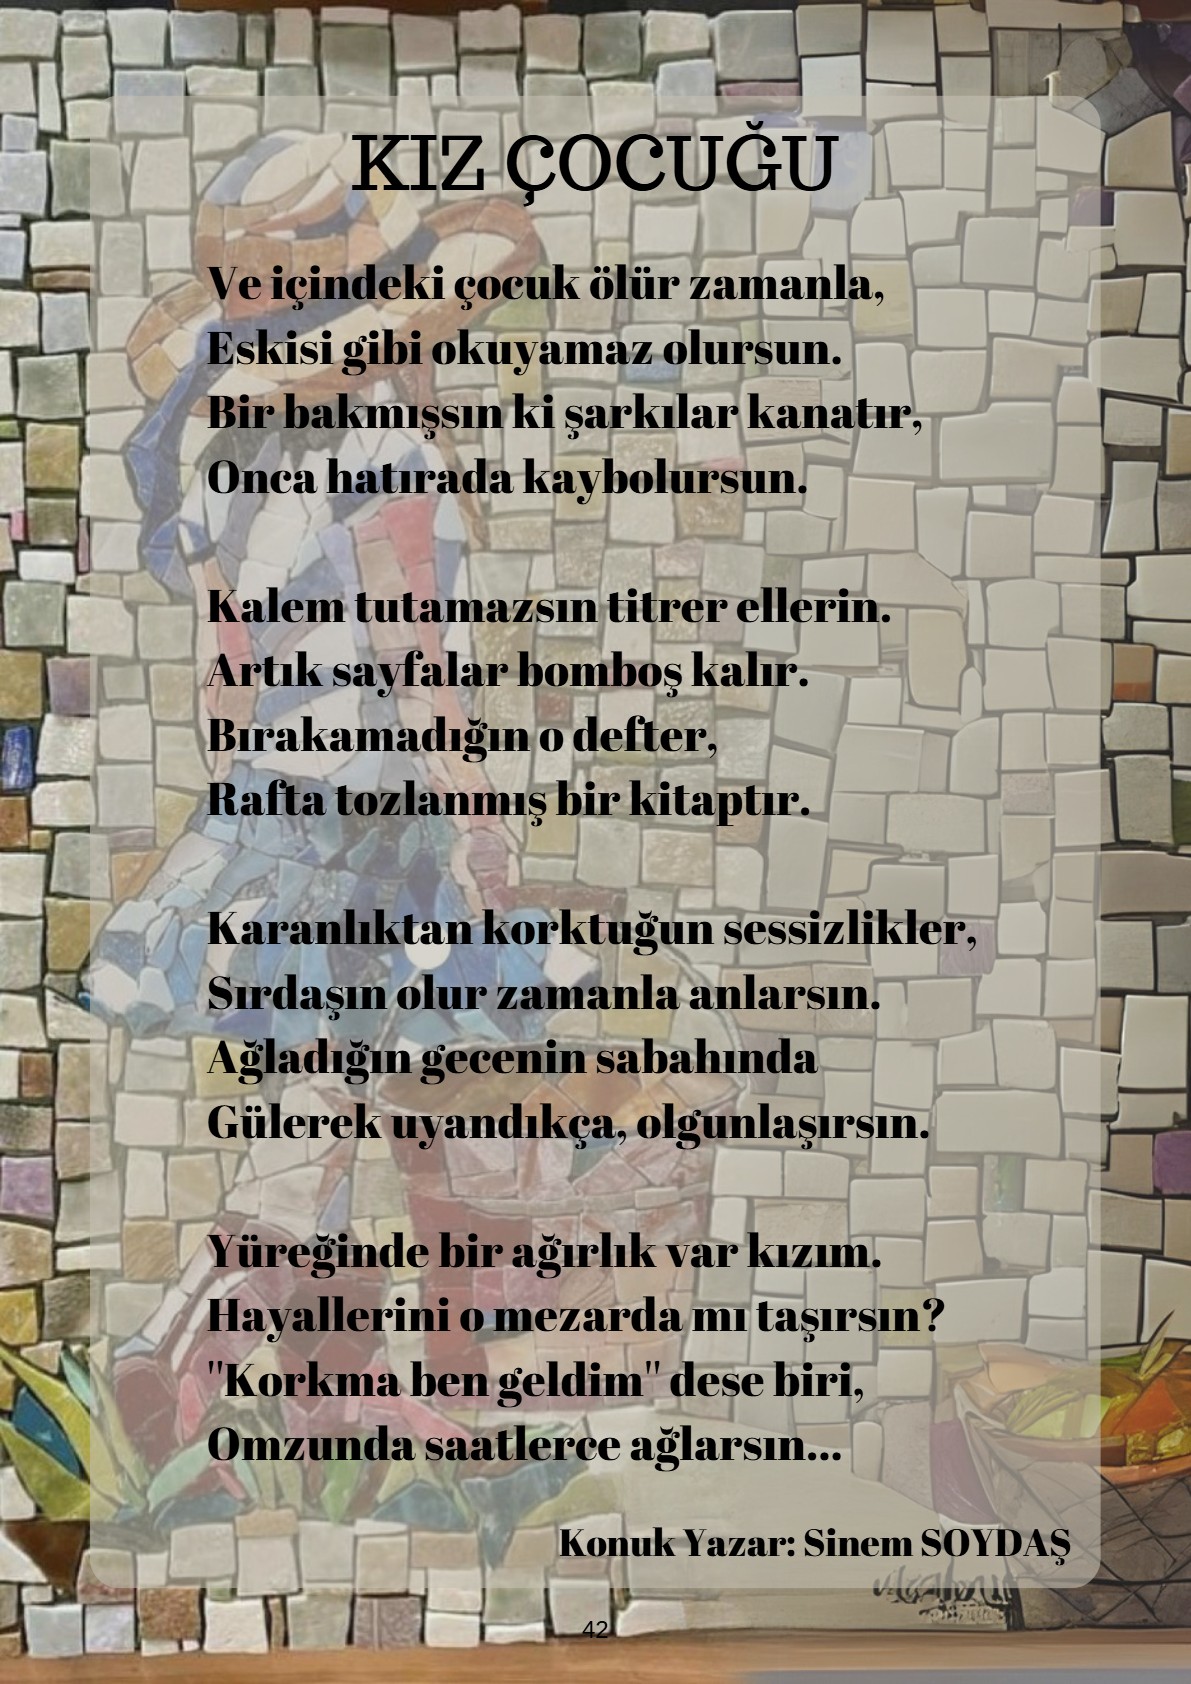 KIZ ÇOCUĞU
Ve içindeki çocuk ölür zamanla,
Eskisi gibi okuyamaz olursun.
Bir bakmışsın ki şarkılar kanatır,
Onca hatırada kaybolursun.
Kalem tutamazsın titrer ellerin.
Artık sayfalar bomboş kalır.
Bırakamadığın o defter,
Rafta tozlanmış bir kitaptır.
Karanlıktan korktuğun sessizlikler,
Sırdaşın olur zamanla anlarsın.
Ağladığın gecenin sabahında
Gülerek uyandıkça, olgunlaşırsın.
Yüreğinde bir ağırlık var kızım.
Hayallerini o mezarda mı taşırsın?
"Korkma ben geldim" dese biri,
Omzunda saatlerce ağlarsın...
Konuk Yazar: Sinem SOYDAŞ
42